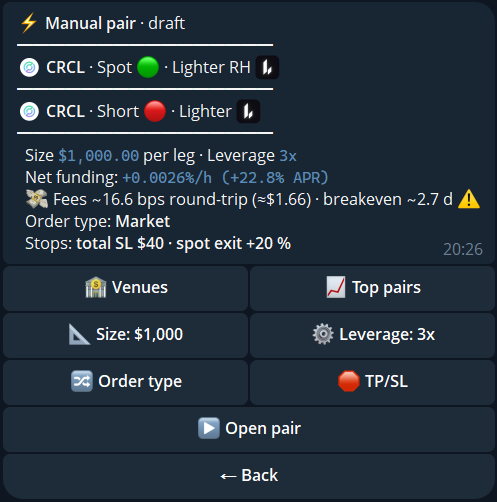 ⚡ Manual pair · draft
CRCL · Spot 🟢 · Lighter RH
CRCL · Short 🔴 · Lighter
Size $1,000.00 per leg · Leverage 3x
Net funding: +0.0026%/h (+22.8% APR)
💸 Fees ~16.6 bps round-trip (≈$1.66) · breakeven ~2.7 d ⚠️
Order type: Market
Stops: total SL $40 · spot exit +20 %
20:26
🏦 Venues
📈 Top pairs
📐 Size: $1,000
⚙️ Leverage: 3x
🔀 Order type
🛑 TP/SL
▶️ Open pair
← Back